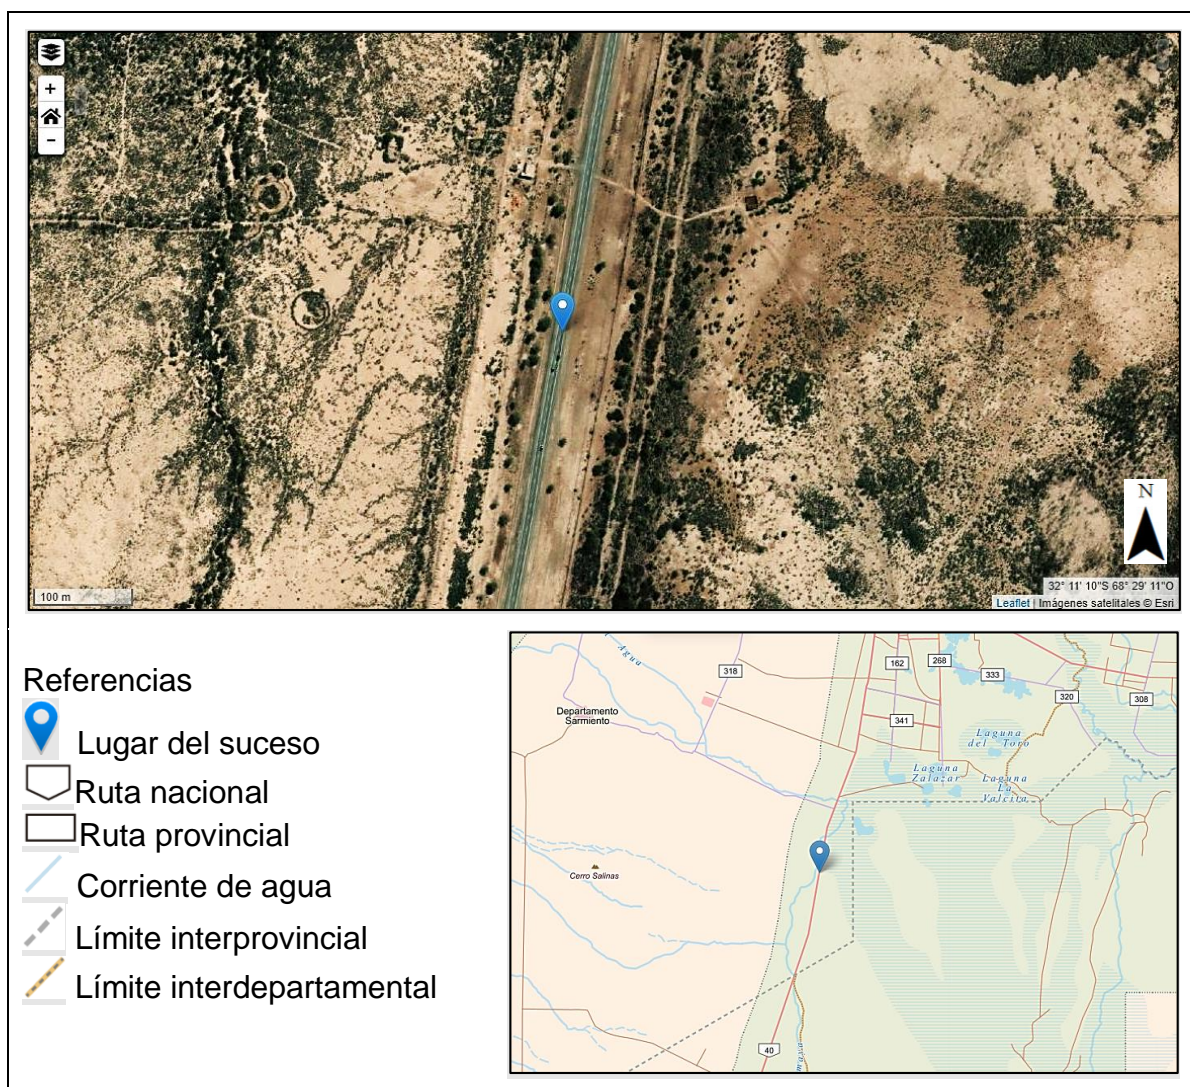 +
−
N
100 m
32° 11' 10"S 68° 29' 11"O
Leaflet | Imágenes satelitales © Esri
Referencias
Lugar del suceso
Ruta nacional
Ruta provincial
Corriente de agua
Límite interprovincial
Límite interdepartamental
Agua
318
162
268
333
320
308
Departamento
Sarmiento
341
Laguna
del Toro
Laguna
Zalazar
Laguna
La
Cerro Salinas
40